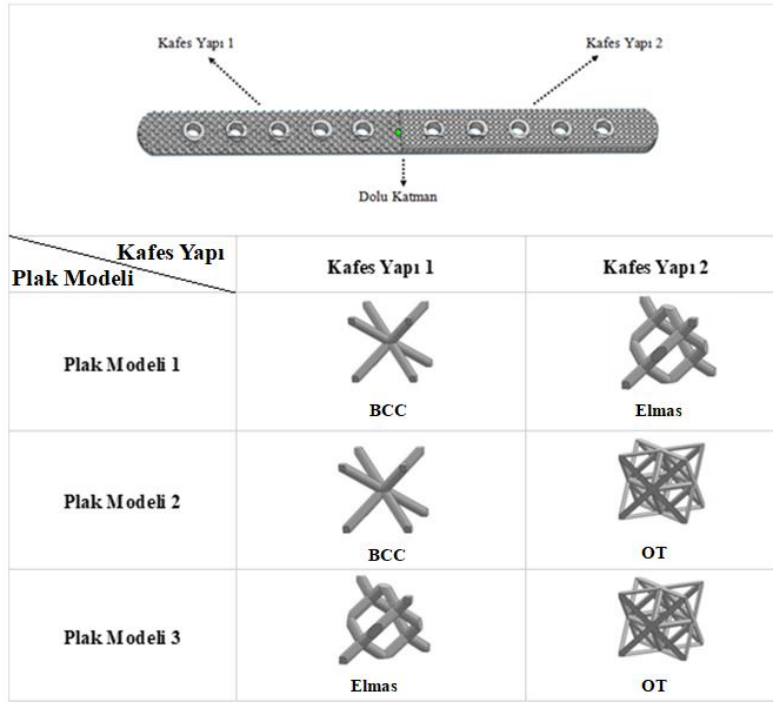 Kafes Yapı 1
Kafes Yapı 2
Dolu Katman
Kafes Yapı
Plak Modeli
Kafes Yapı 1
Kafes Yapı 2
Plak Modeli 1
BCC
Elmas
Plak Modeli 2
BCC
OT
Plak Modeli 3
Elmas
OT